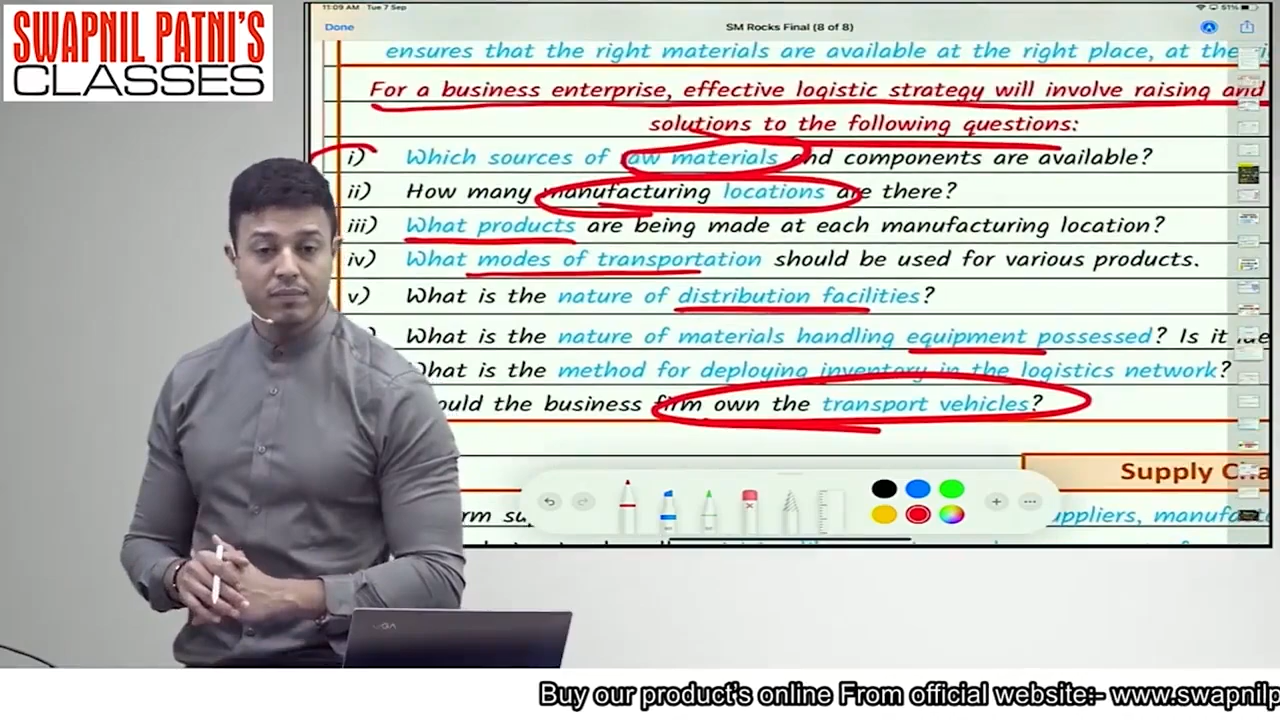 SWAPNIL PATNI'S
CLASSES
11:09 AM Tue 7 Sep
51%
Done
SM Rocks Final (8 of 8)
ensures that the right materials are available at the right place, at the
For a business enterprise, effective logistic strategy will involve raising and
solutions to the following questions:
i) Which sources of raw materials and components are available?
ii) How many manufacturing locations are there?
iii) What products are being made at each manufacturing location?
iv) What modes of transportation should be used for various products.
v) What is the nature of distribution facilities?
What is the nature of materials handling equipment possessed? Is it
What is the method for deploying inventory in the logistics network?
ould the business firm own the transport vehicles?
Supply Cha
rm su
uppliers, manufa
Buy our product's online From official website:- www.swapnilp